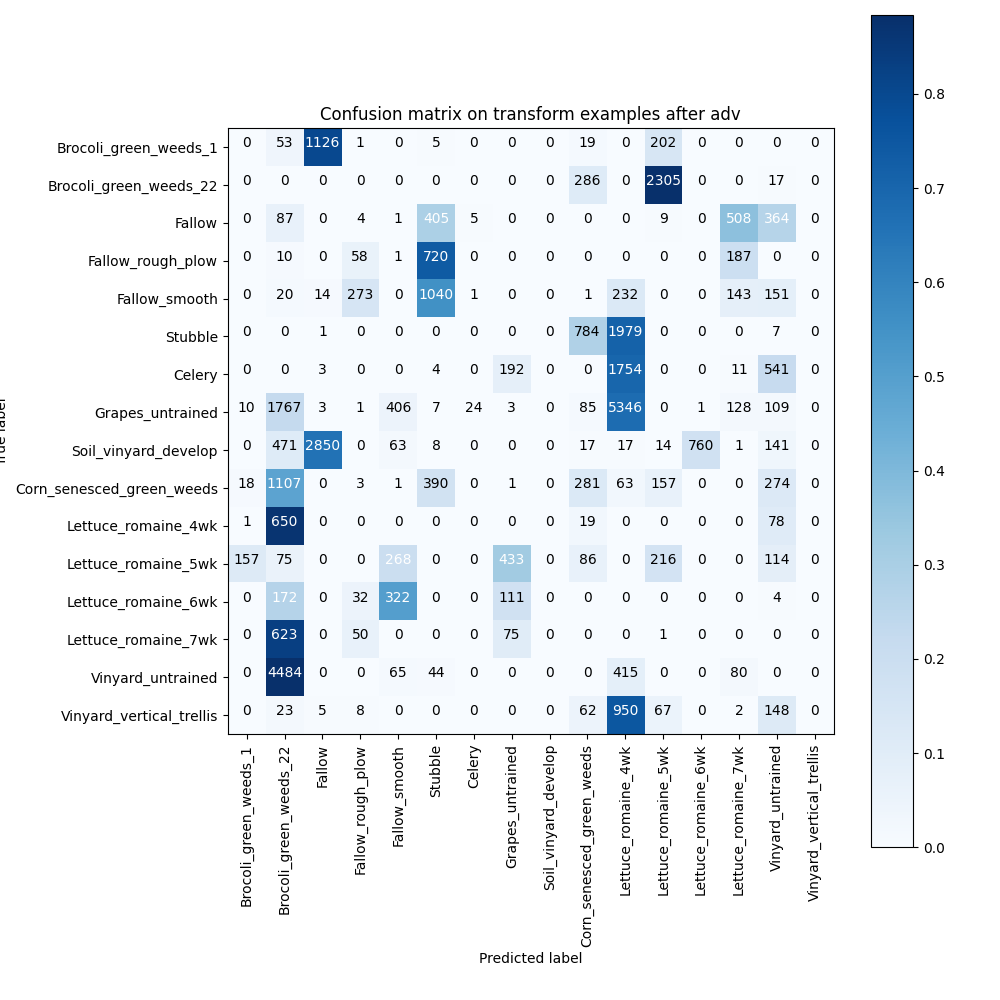 Confusion matrix on transform examples after adv
Brocoli_green_weeds_1 0 53 1126 1 0 5 0 0 0 19 0 202 0 0 0 0
Brocoli_green_weeds_22 0 0 0 0 0 0 0 0 0 286 0 2305 0 0 17 0
Fallow 0 87 0 4 1 405 5 0 0 0 0 9 0 508 364 0
Fallow_rough_plow 0 10 0 58 1 720 0 0 0 0 0 0 0 187 0 0
Fallow_smooth 0 20 14 273 0 1040 1 0 0 1 232 0 0 143 151 0
Stubble 0 0 1 0 0 0 0 0 0 784 1979 0 0 0 7 0
Celery 0 0 3 0 0 4 0 192 0 0 1754 0 0 11 541 0
Grapes_untrained 10 1767 3 1 406 7 24 3 0 85 5346 0 1 128 109 0
Soil_vinyard_develop 0 471 2850 0 63 8 0 0 0 17 17 14 760 1 141 0
Corn_senesced_green_weeds 18 1107 0 3 1 390 0 1 0 281 63 157 0 0 274 0
Lettuce_romaine_4wk 1 650 0 0 0 0 0 0 0 19 0 0 0 0 78 0
Lettuce_romaine_5wk 157 75 0 0 268 0 0 433 0 86 0 216 0 0 114 0
Lettuce_romaine_6wk 0 172 0 32 322 0 0 111 0 0 0 0 0 0 4 0
Lettuce_romaine_7wk 0 623 0 50 0 0 0 75 0 0 0 1 0 0 0 0
Vinyard_untrained 0 4484 0 0 65 44 0 0 0 0 415 0 0 80 0 0
Vinyard_vertical_trellis 0 23 5 8 0 0 0 0 0 62 950 67 0 2 148 0
Brocoli_green_weeds_1
Brocoli_green_weeds_22
Fallow
Fallow_rough_plow
Fallow_smooth
Stubble
Celery
Grapes_untrained
Soil_vinyard_develop
Corn_senesced_green_weeds
Lettuce_romaine_4wk
Lettuce_romaine_5wk
Lettuce_romaine_6wk
Lettuce_romaine_7wk
Vinyard_untrained
Vinyard_vertical_trellis
Predicted label
0.8
0.7
0.6
0.5
0.4
0.3
0.2
0.1
0.0